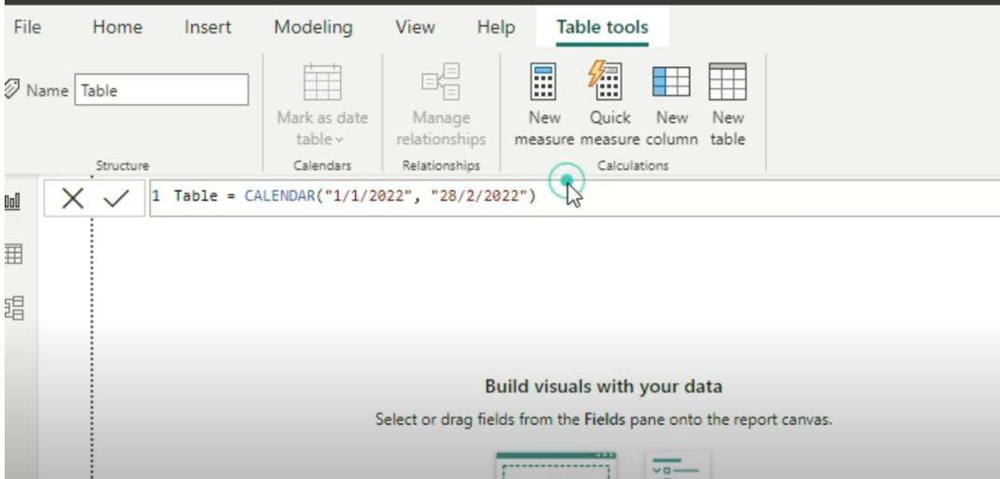 File Home Insert Modeling View Help Table tools
Name Table
Mark as date table
Manage relationships
New measure
Quick measure
New column
New table
Structure Calendars Relationships Calculations
1 Table = CALENDAR("1/1/2022", "28/2/2022")
Build visuals with your data
Select or drag fields from the Fields pane onto the report canvas.